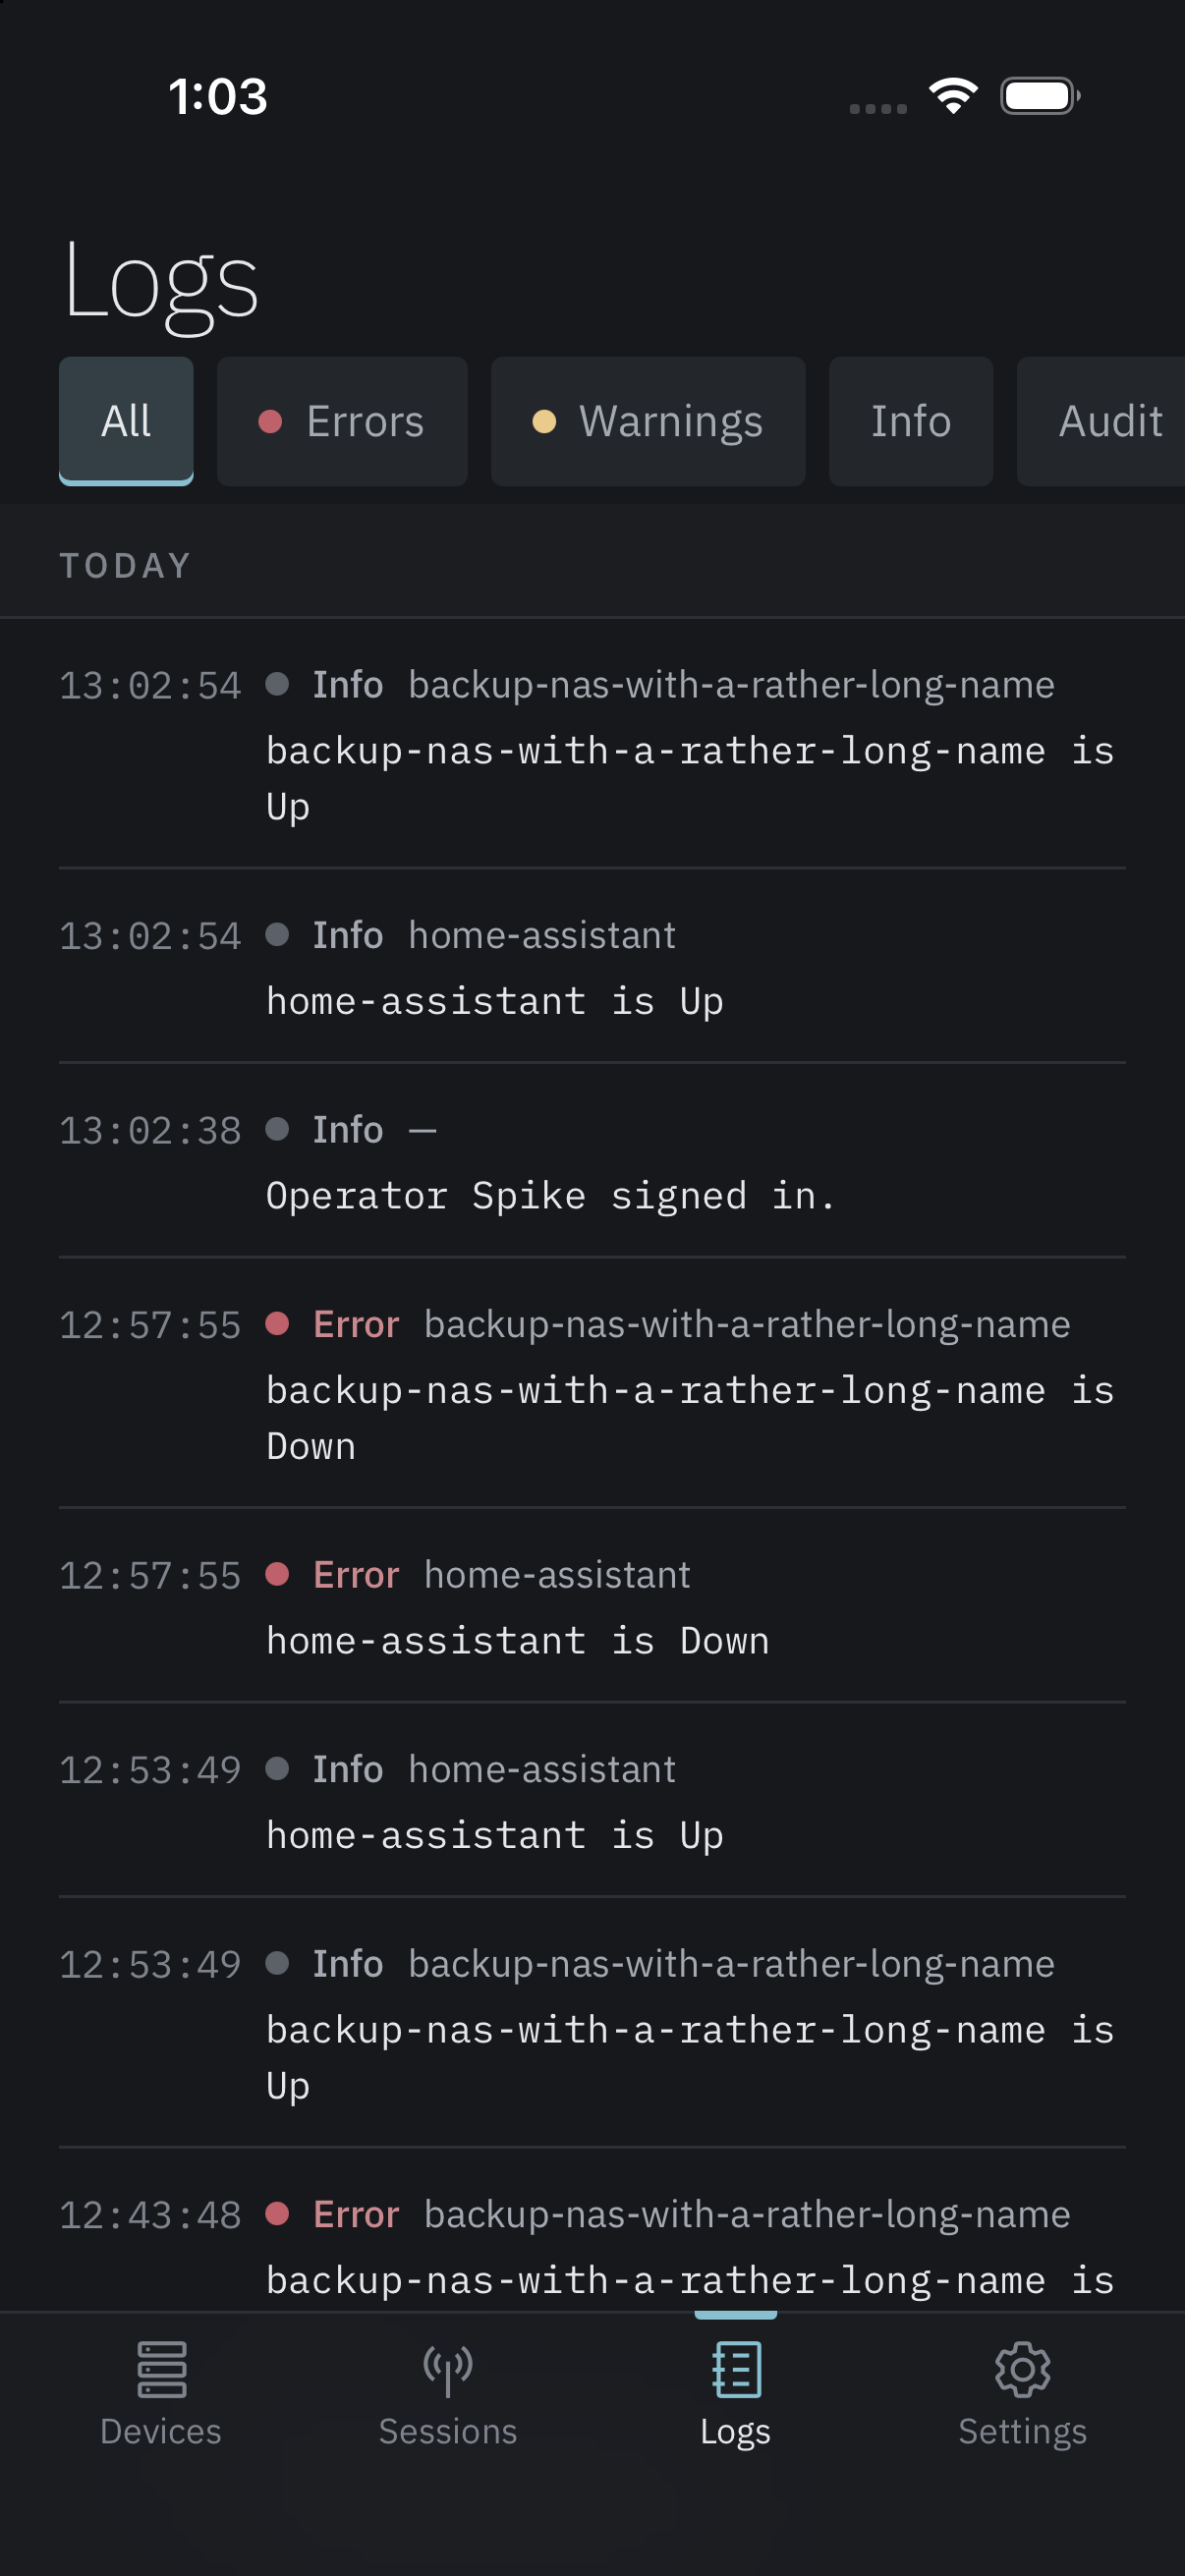 1:03
Logs
All
Errors
Warnings
Info
Audit
TODAY
13:02:54 Info backup-nas-with-a-rather-long-name
backup-nas-with-a-rather-long-name is
Up
13:02:54 Info home-assistant
home-assistant is Up
13:02:38 Info —
Operator Spike signed in.
12:57:55 Error backup-nas-with-a-rather-long-name
backup-nas-with-a-rather-long-name is
Down
12:57:55 Error home-assistant
home-assistant is Down
12:53:49 Info home-assistant
home-assistant is Up
12:53:49 Info backup-nas-with-a-rather-long-name
backup-nas-with-a-rather-long-name is
Up
12:43:48 Error backup-nas-with-a-rather-long-name
backup-nas-with-a-rather-long-name is
Devices
Sessions
Logs
Settings